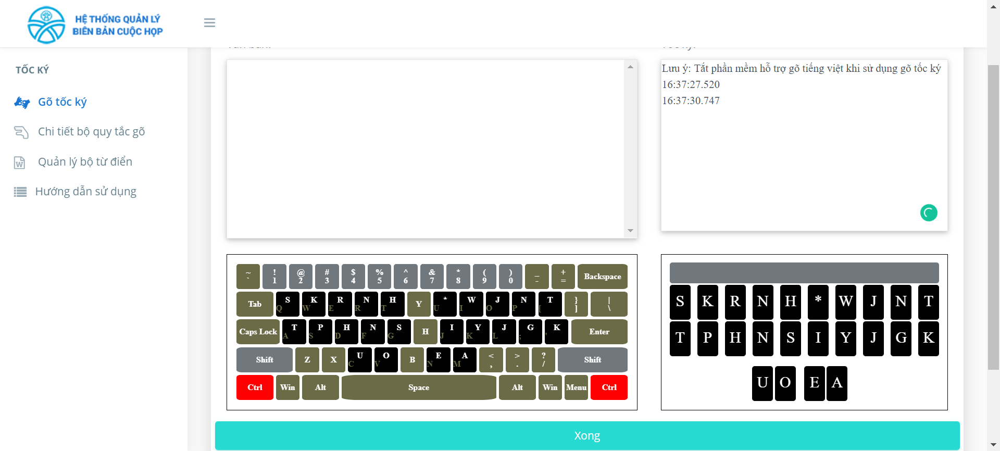 HỆ THỐNG QUẢN LÝ
BIÊN BẢN CUỘC HỌP
TỐC KÝ
Gõ tốc ký
Chi tiết bộ quy tắc gõ
Quản lý bộ từ điển
Hướng dẫn sử dụng
Lưu ý: Tắt phần mềm hỗ trợ gõ tiếng việt khi sử dụng gõ tốc ký
16:37:27.520
16:37:30.747
~ ! @ # $ % ^ & * ( ) _ + Backspace
` 1 2 3 4 5 6 7 8 9 0 - =
Tab S K R N H Y * W J N T } |
Q W E R T U I O P [ ] \
Caps Lock T P H N S H I Y J G K Enter
A S D F G J K L ; '
Shift Z X U O B E A < > ? Shift
C V N M , . /
Ctrl Win Alt Space Alt Win Menu Ctrl
S K R N H * W J N T
T P H N S I Y J G K
U O E A
Xong